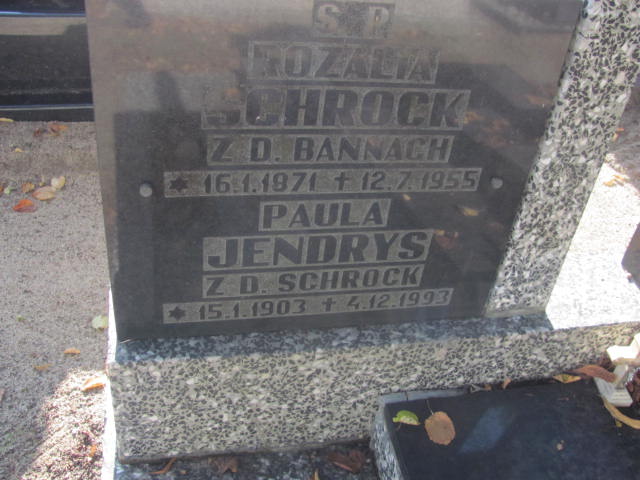 Ś P
ROZALIA
SCHROCK
Z D. BANNACH
* 16.1.1871 + 12.7.1955
PAULA
JENDRYS
Z D. SCHROCK
* 15.1.1903 + 4.12.1993